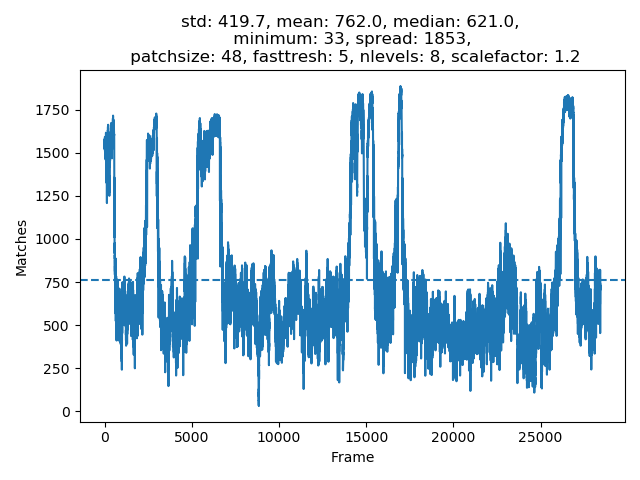 std: 419.7, mean: 762.0, median: 621.0,
minimum: 33, spread: 1853,
patchsize: 48, fasttresh: 5, nlevels: 8, scalefactor: 1.2
1750
1500
1250
1000
750
500
250
0
Matches
0 5000 10000 15000 20000 25000
Frame